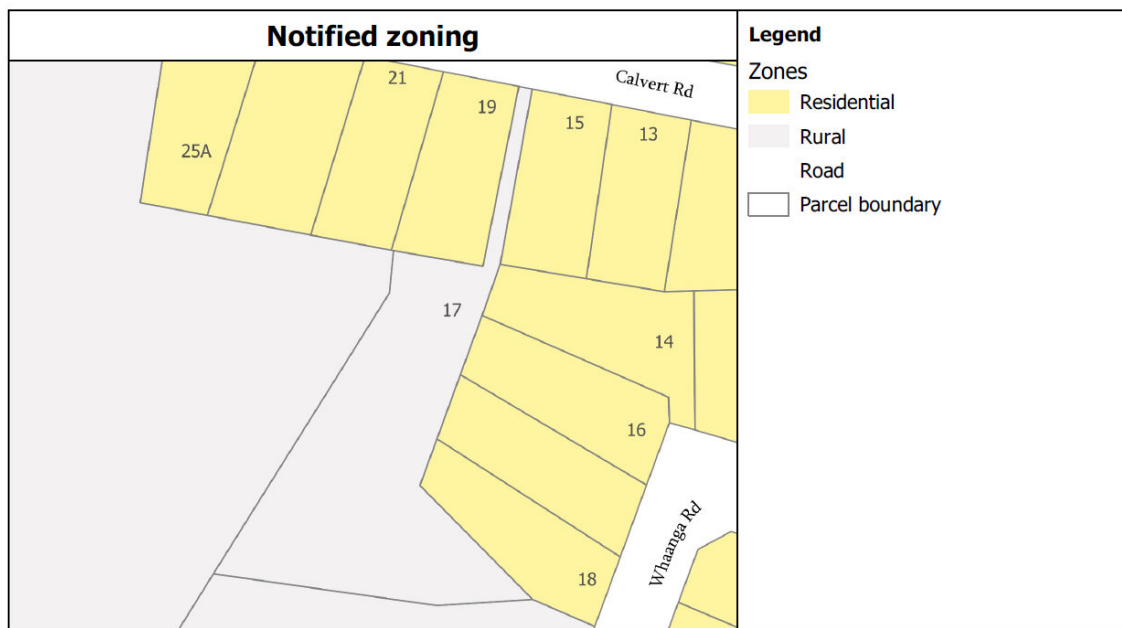 Notified zoning
Legend
Zones
Residential
Rural
Road
Parcel boundary
Calvert Rd
21
19
15
13
25A
17
14
16
18
Whaanga Rd